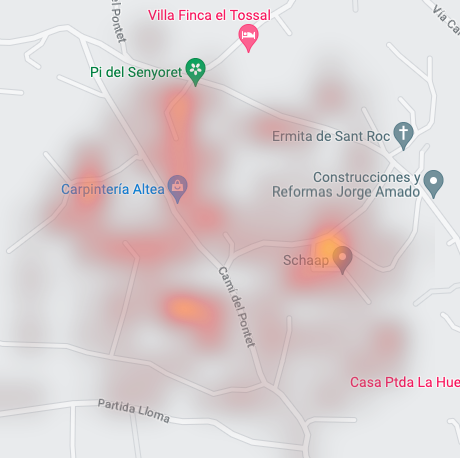 del Pontet
Villa Finca el Tossal
Via Ca
Pi del Senyoret
Ermita de Sant Roc
Construcciones y
Reformas Jorge Amado
Carpintería Altea
Schaap
Camí del Pontet
Casa Ptda La Hue
Partida Lloma